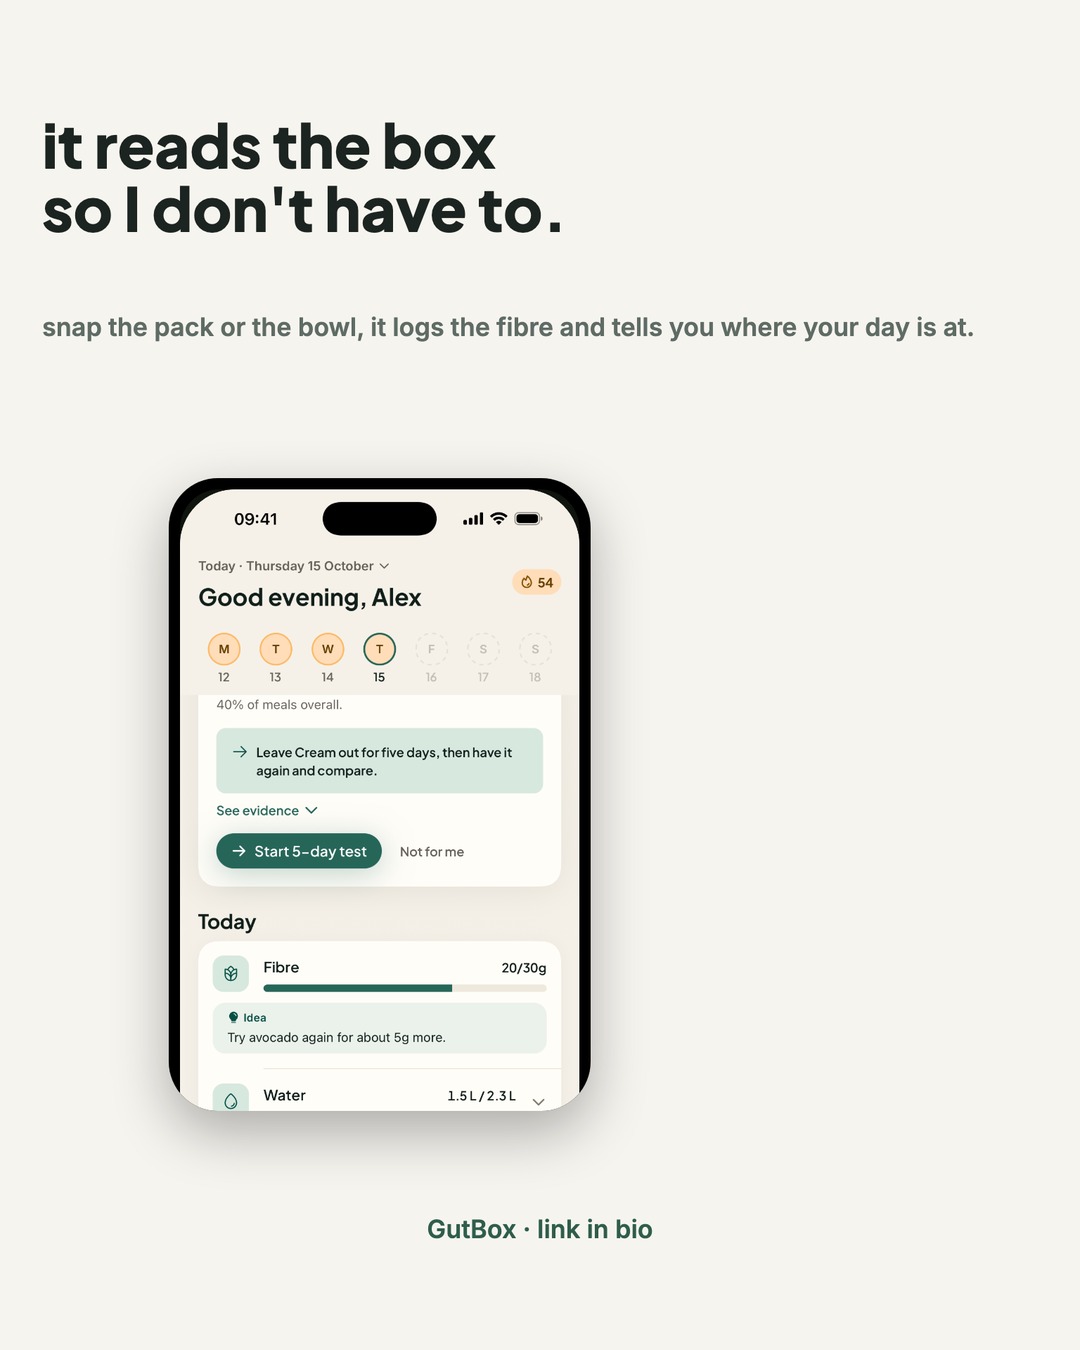 it reads the box
so I don't have to.
snap the pack or the bowl, it logs the fibre and tells you where your day is at.
09:41
Today · Thursday 15 October
54
Good evening, Alex
M T W T F S S
12 13 14 15 16 17 18
40% of meals overall.
Leave Cream out for five days, then have it
again and compare.
See evidence
Start 5-day test
Not for me
Today
Fibre
20/30g
Idea
Try avocado again for about 5g more.
Water
1.5 L / 2.3 L
GutBox · link in bio